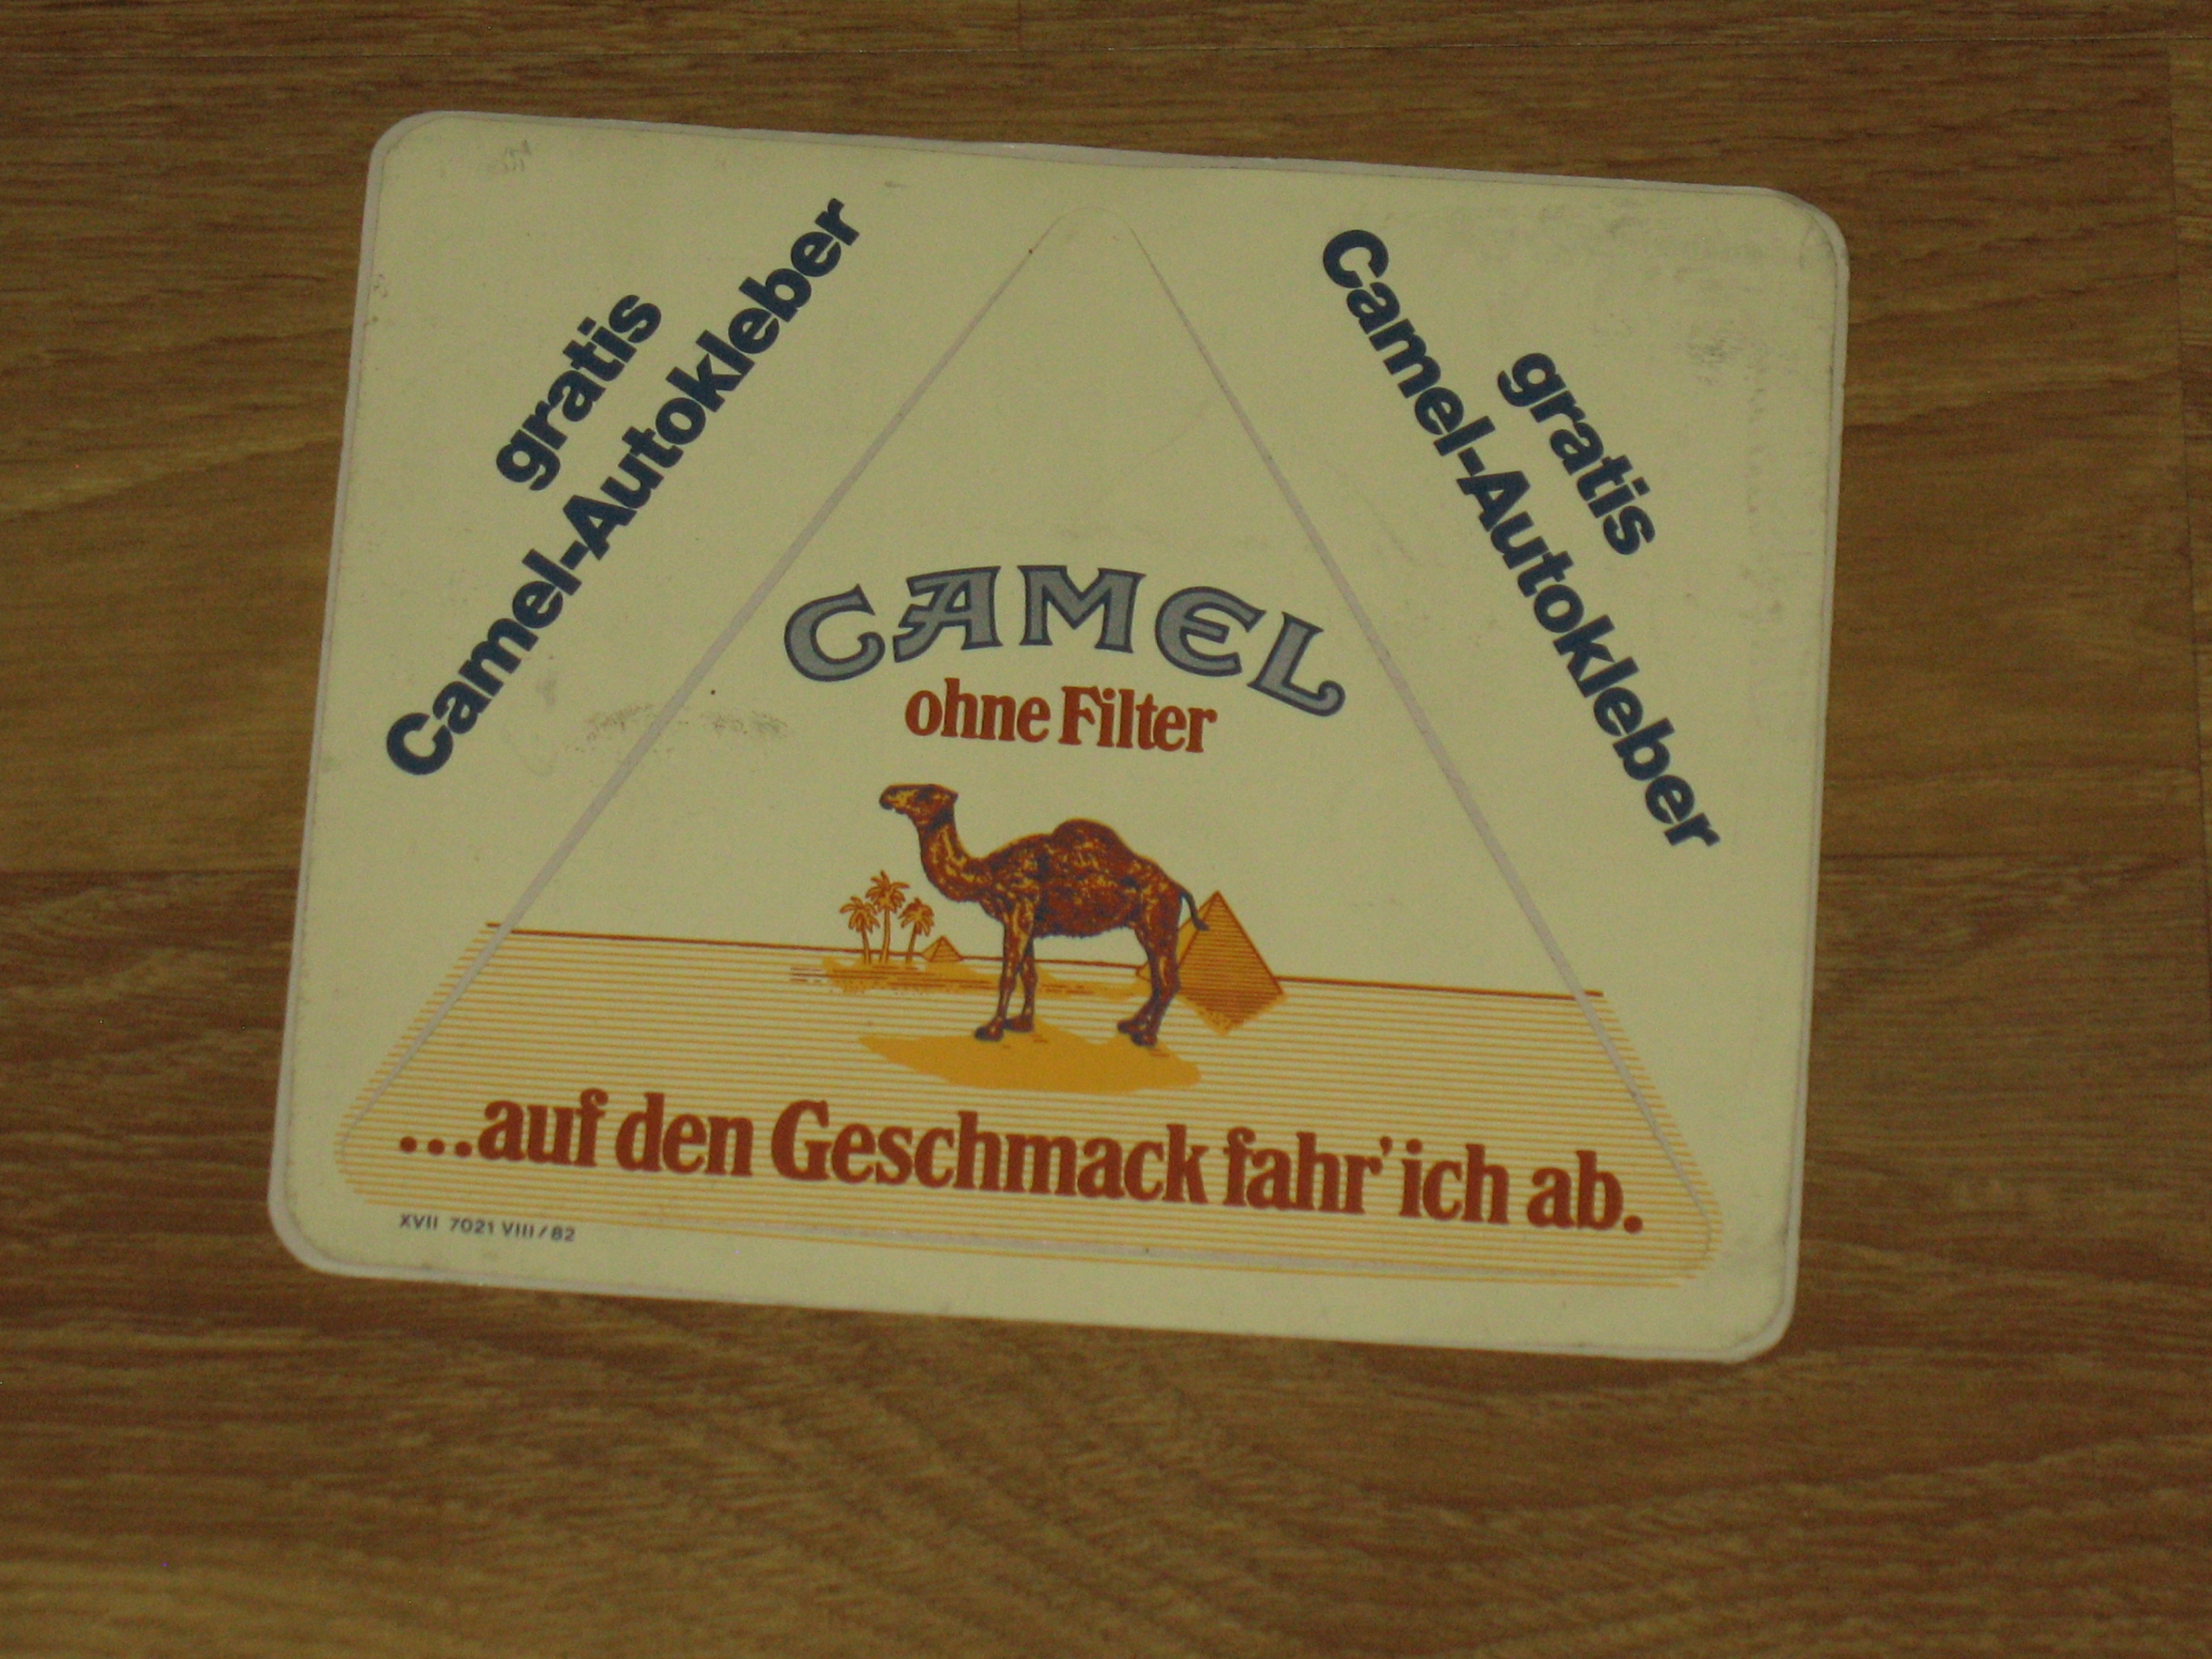 gratis
Camel-Autokleber
gratis
Camel-Autokleber
CAMEL
ohne Filter
...auf den Geschmack fahr' ich ab.
XVII 7021 VIII/82